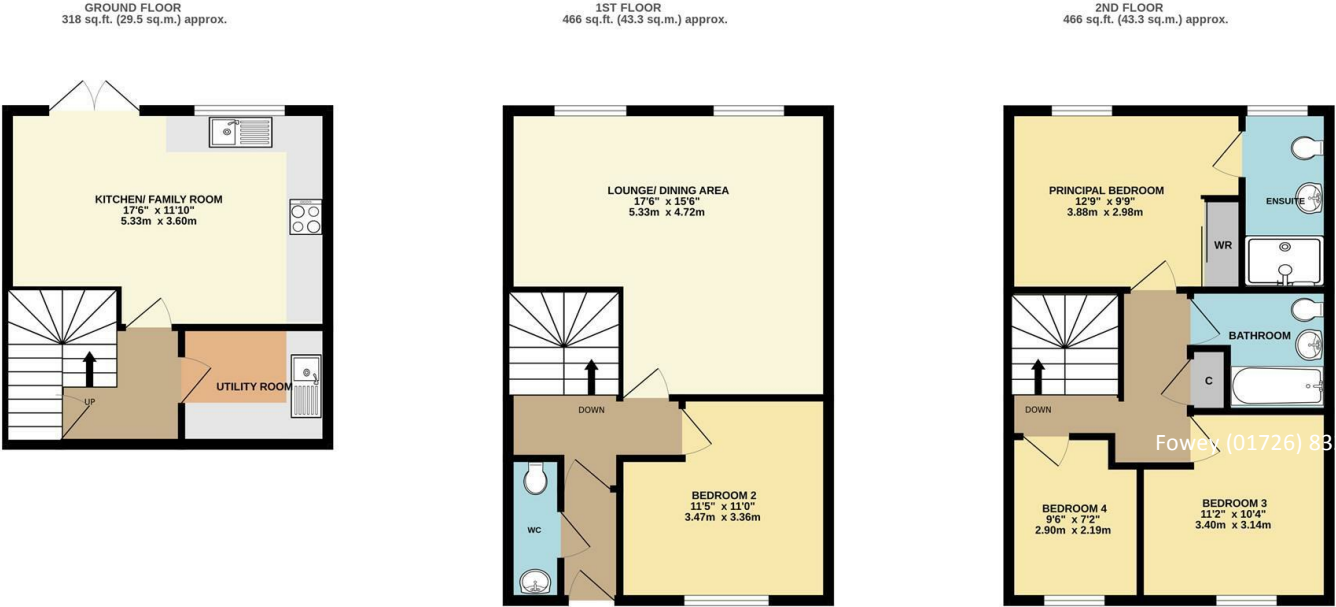 GROUND FLOOR
318 sq.ft. (29.5 sq.m.) approx.
KITCHEN/ FAMILY ROOM
17'6" x 11'10"
5.33m x 3.60m
UP
UTILITY ROOM
1ST FLOOR
466 sq.ft. (43.3 sq.m.) approx.
LOUNGE/ DINING AREA
17'6" x 15'6"
5.33m x 4.72m
DOWN
WC
BEDROOM 2
11'5" x 11'0"
3.47m x 3.36m
2ND FLOOR
466 sq.ft. (43.3 sq.m.) approx.
PRINCIPAL BEDROOM
12'9" x 9'9"
3.88m x 2.98m
ENSUITE
WR
BATHROOM
C
DOWN
Fowey (01726) 83
BEDROOM 4
9'6" x 7'2"
2.90m x 2.19m
BEDROOM 3
11'2" x 10'4"
3.40m x 3.14m